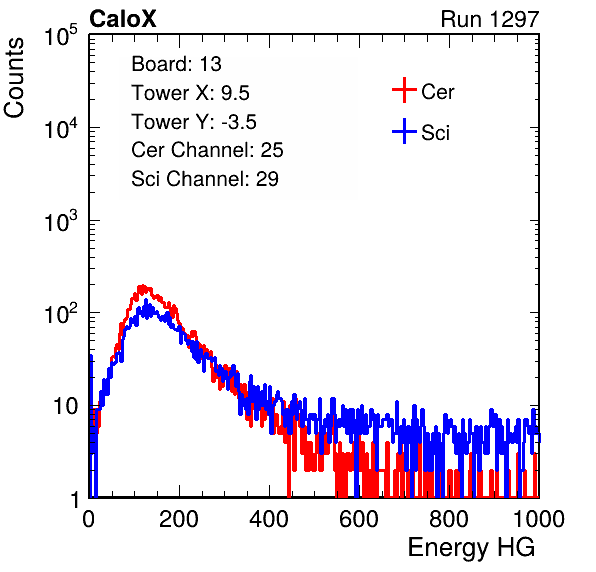 CaloX Run 1297
Counts
10^5
10^4
10^3
10^2
10
1
Board: 13
Tower X: 9.5
Tower Y: -3.5
Cer Channel: 25
Sci Channel: 29
Cer
Sci
0 200 400 600 800 1000
Energy HG